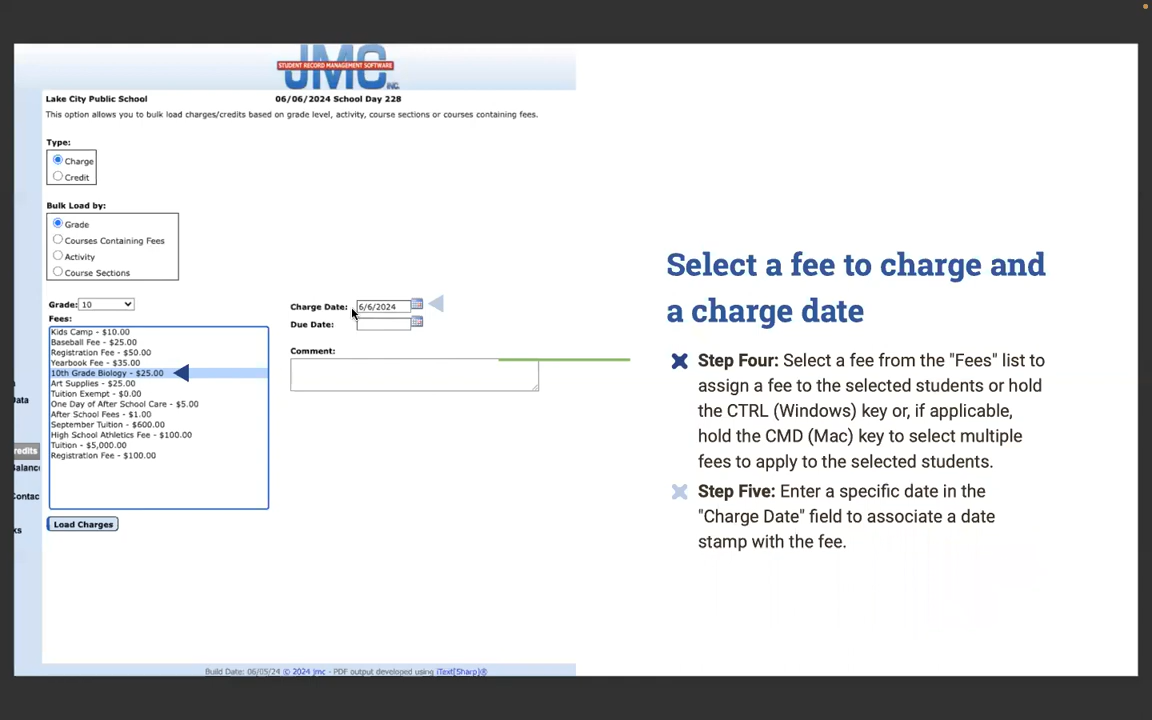 JMC
STUDENT RECORD MANAGEMENT SOFTWARE
INC.
Lake City Public School
06/06/2024 School Day 228
This option allows you to bulk load charges/credits based on grade level, activity, course sections or courses containing fees.
Type:
Charge
Credit
Bulk Load by:
Grade
Courses Containing Fees
Activity
Course Sections
Grade: 10
Fees:
Kids Camp - $10.00
Baseball Fee - $25.00
Registration Fee - $50.00
Yearbook Fee - $35.00
10th Grade Biology - $25.00
Art Supplies - $25.00
Tuition Exempt - $0.00
One Day of After School Care - $5.00
After School Fees - $1.00
September Tuition - $600.00
High School Athletics Fee - $100.00
Tuition - $5,000.00
Registration Fee - $100.00
Load Charges
Charge Date: 6/6/2024
Due Date:
Comment:
ata
redits
Balanc
Contac
ks
Build Date: 06/05/24 © 2024 jmc - PDF output developed using iText[Sharp]®
Select a fee to charge and
a charge date
Step Four: Select a fee from the "Fees" list to
assign a fee to the selected students or hold
the CTRL (Windows) key or, if applicable,
hold the CMD (Mac) key to select multiple
fees to apply to the selected students.
Step Five: Enter a specific date in the
"Charge Date" field to associate a date
stamp with the fee.